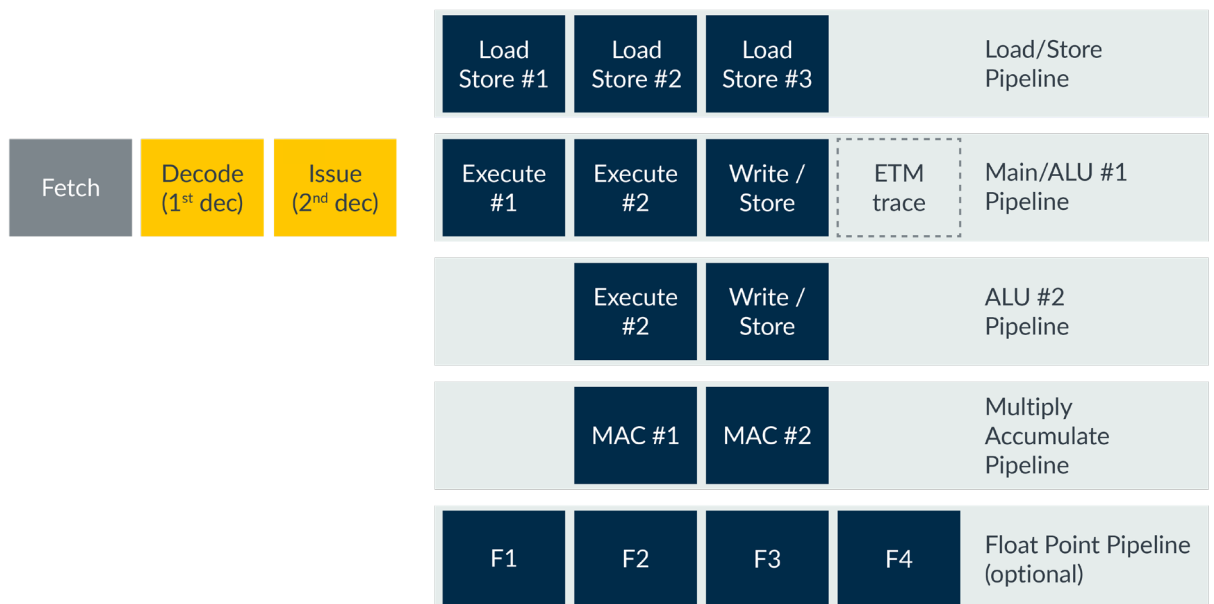 Load
Store #1
Load
Store #2
Load
Store #3
Load/Store
Pipeline
Fetch
Decode
(1st dec)
Issue
(2nd dec)
Execute
#1
Execute
#2
Write /
Store
ETM
trace
Main/ALU #1
Pipeline
Execute
#2
Write /
Store
ALU #2
Pipeline
MAC #1
MAC #2
Multiply
Accumulate
Pipeline
F1
F2
F3
F4
Float Point Pipeline
(optional)